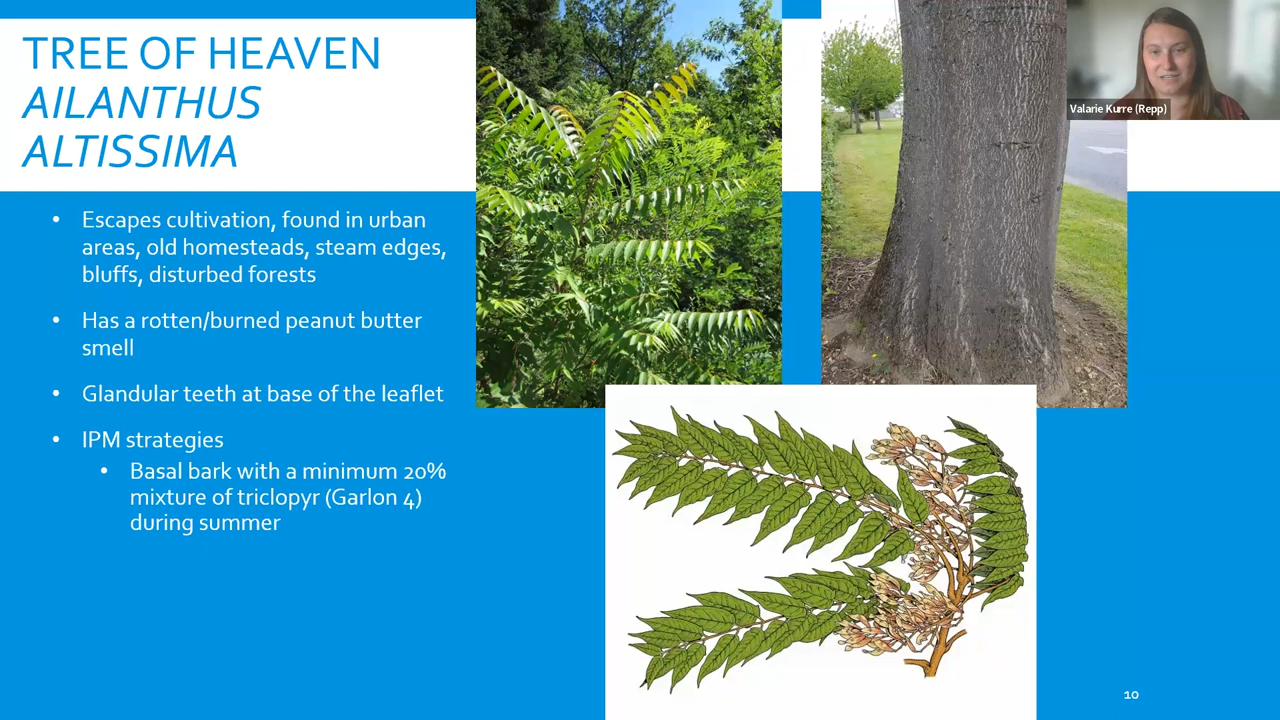 TREE OF HEAVEN
AILANTHUS
ALTISSIMA
Valarie Kurre (Repp)
• Escapes cultivation, found in urban
areas, old homesteads, steam edges,
bluffs, disturbed forests
• Has a rotten/burned peanut butter
smell
• Glandular teeth at base of the leaflet
• IPM strategies
• Basal bark with a minimum 20%
mixture of triclopyr (Garlon 4)
during summer
10